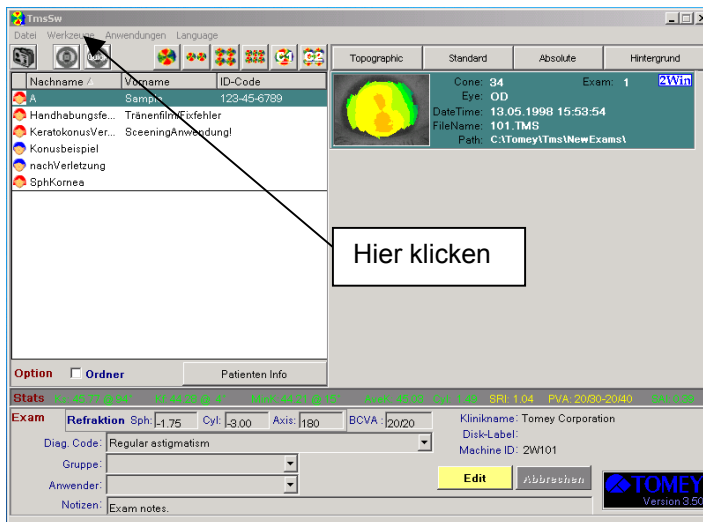 TmsSw
Datei Werkzeuge Anwendungen Language
Topographic Standard Absolute Hintergrund
Nachname Vorname ID-Code
A Sample 123-45-6789
Handhabungsfe... Tränenfilm/Fixfehler
KeratokonusVer... SceeningAnwendung!
Konusbeispiel
nachVerletzung
SphKornea
Cone: 34 Exam: 1 2Win
Eye: OD
DateTime: 13.05.1998 15:53:54
FileName: 101.TMS
Path: C:\Tomey\Tms\NewExams\
Hier klicken
Option Ordner Patienten Info
Stats SRI: 1.04 PVA: 20/30-20/40
Exam Refraktion Sph: -1.75 Cyl: -3.00 Axis: 180 BCVA : 20/20
Diag. Code: Regular astigmatism
Gruppe:
Anwender:
Notizen: Exam notes.
Klinikname: Tomey Corporation
Disk-Label:
Machine ID: 2W101
Edit Abbrechen
TOMEY
Version 3.50